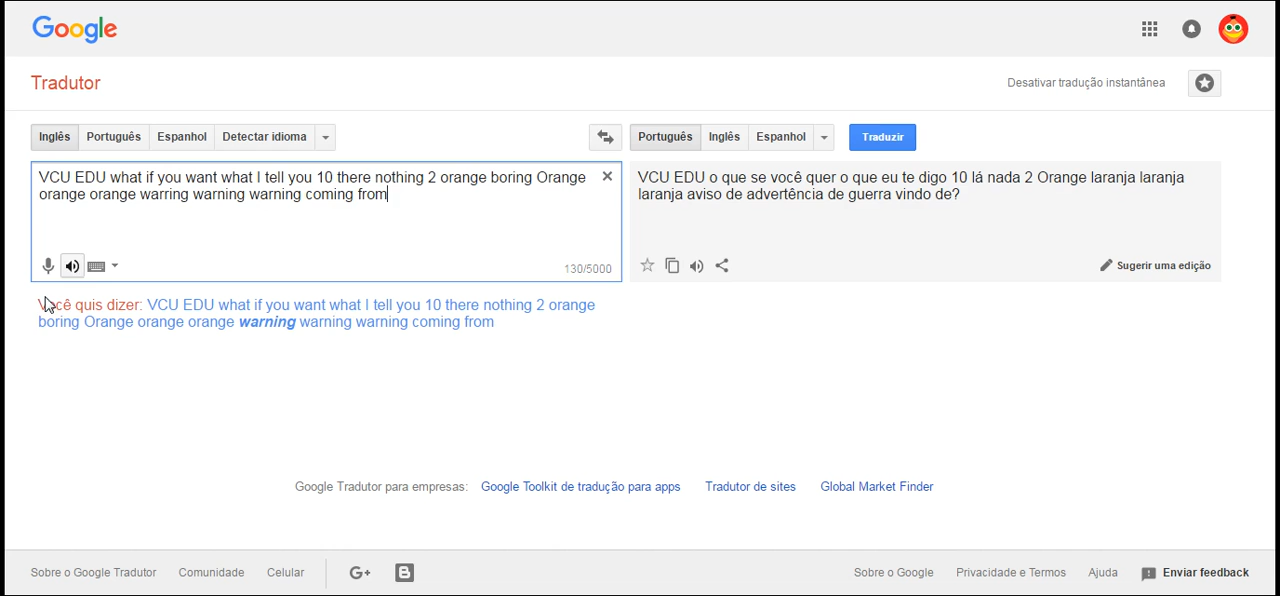 Google
Tradutor
Desativar tradução instantânea
Inglês Português Espanhol Detectar idioma
Português Inglês Espanhol Traduzir
VCU EDU what if you want what I tell you 10 there nothing 2 orange boring Orange
orange orange warring warning warning coming from
130/5000
VCU EDU o que se você quer o que eu te digo 10 lá nada 2 Orange laranja laranja
laranja aviso de advertência de guerra vindo de?
Sugerir uma edição
Você quis dizer: VCU EDU what if you want what I tell you 10 there nothing 2 orange
boring Orange orange orange warning warning warning coming from
Google Tradutor para empresas: Google Toolkit de tradução para apps Tradutor de sites Global Market Finder
Sobre o Google Tradutor Comunidade Celular G+ B Sobre o Google Privacidade e Termos Ajuda Enviar feedback